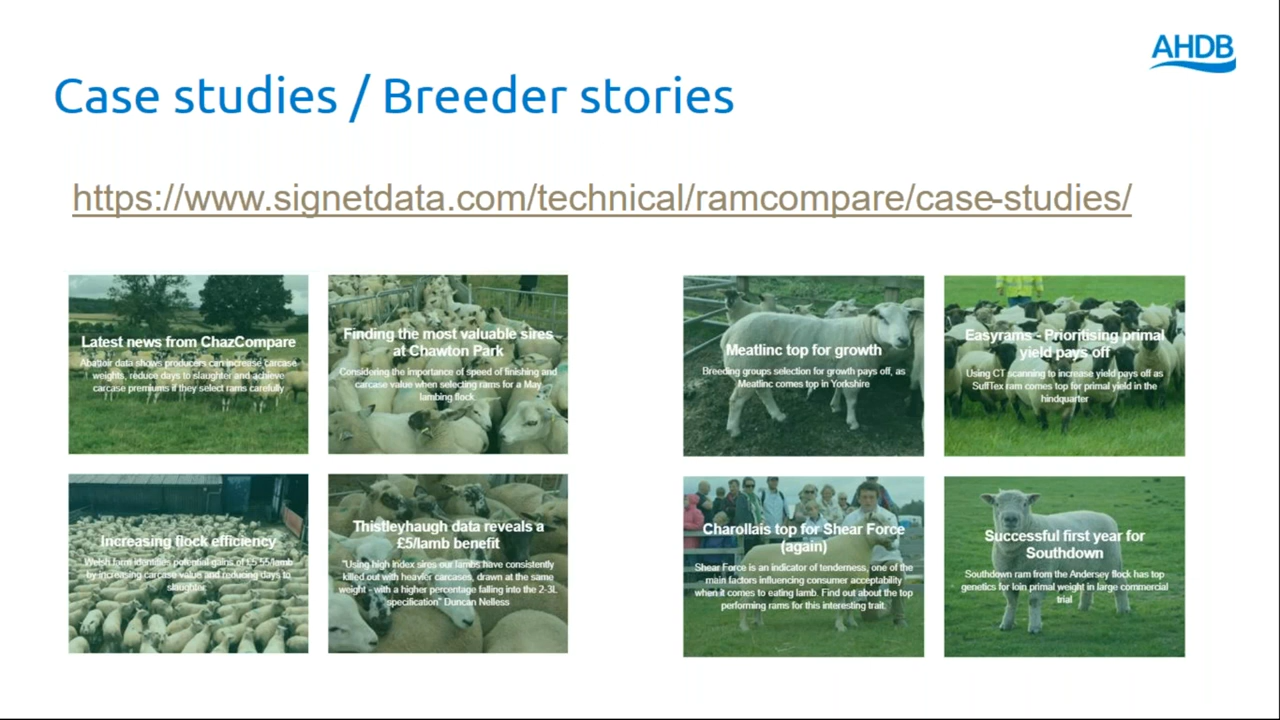 AHDB
Case studies / Breeder stories
https://www.signetdata.com/technical/ramcompare/case-studies/
Latest news from ChazCompare
Abattoir data shows producers can increase carcase
weights, reduce days to slaughter and achieve
carcase premiums if they select rams carefully
Finding the most valuable sires
at Chawton Park
Considering the importance of speed of finishing and
carcase value when selecting rams for a May
lambing flock
Increasing flock efficiency
Welsh farm identifies potential gains of £5.55/lamb
by increasing carcase value and reducing days to
slaughter
Thistleyhaugh data reveals a
£5/lamb benefit
"Using high Index sires our lambs have consistently
killed out with heavier carcases, drawn at the same
weight - with a higher percentage falling into the 2-3L
specification" Duncan Nelless
Meatlinc top for growth
Breeding groups selection for growth pays off, as
Meatlinc comes top in Yorkshire
Easyrams - Prioritising primal
yield pays off
Using CT scanning to increase yield pays off as
SufTex ram comes top for primal yield in the
hindquarter
Charollais top for Shear Force
(again)
Shear Force is an indicator of tenderness, one of the
main factors influencing consumer acceptability
when it comes to eating lamb. Find out about the top
performing rams for this interesting trait.
Successful first year for
Southdown
Southdown ram from the Andersey flock has top
genetics for loin primal weight in large commercial
trial